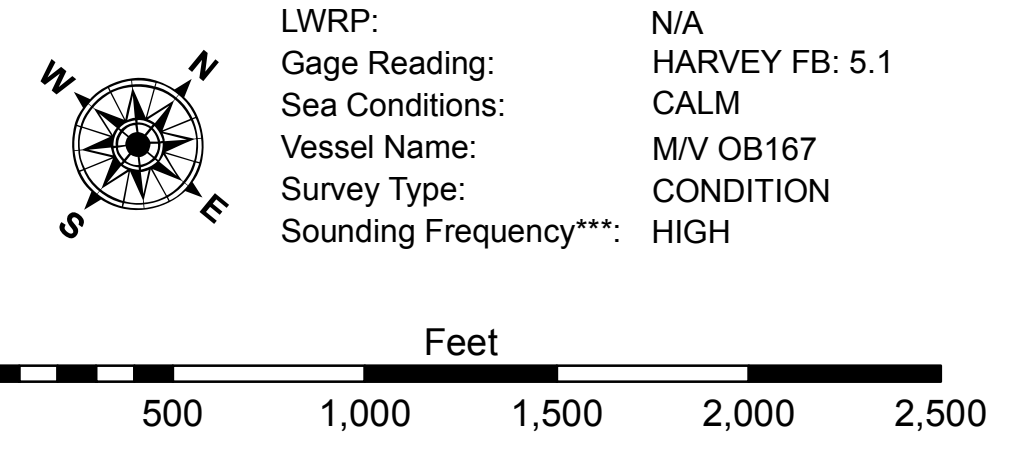 LWRP: N/A
Gage Reading: HARVEY FB: 5.1
Sea Conditions: CALM
Vessel Name: M/V OB167
Survey Type: CONDITION
Sounding Frequency***: HIGH
W N
S E
Feet
500 1,000 1,500 2,000 2,500